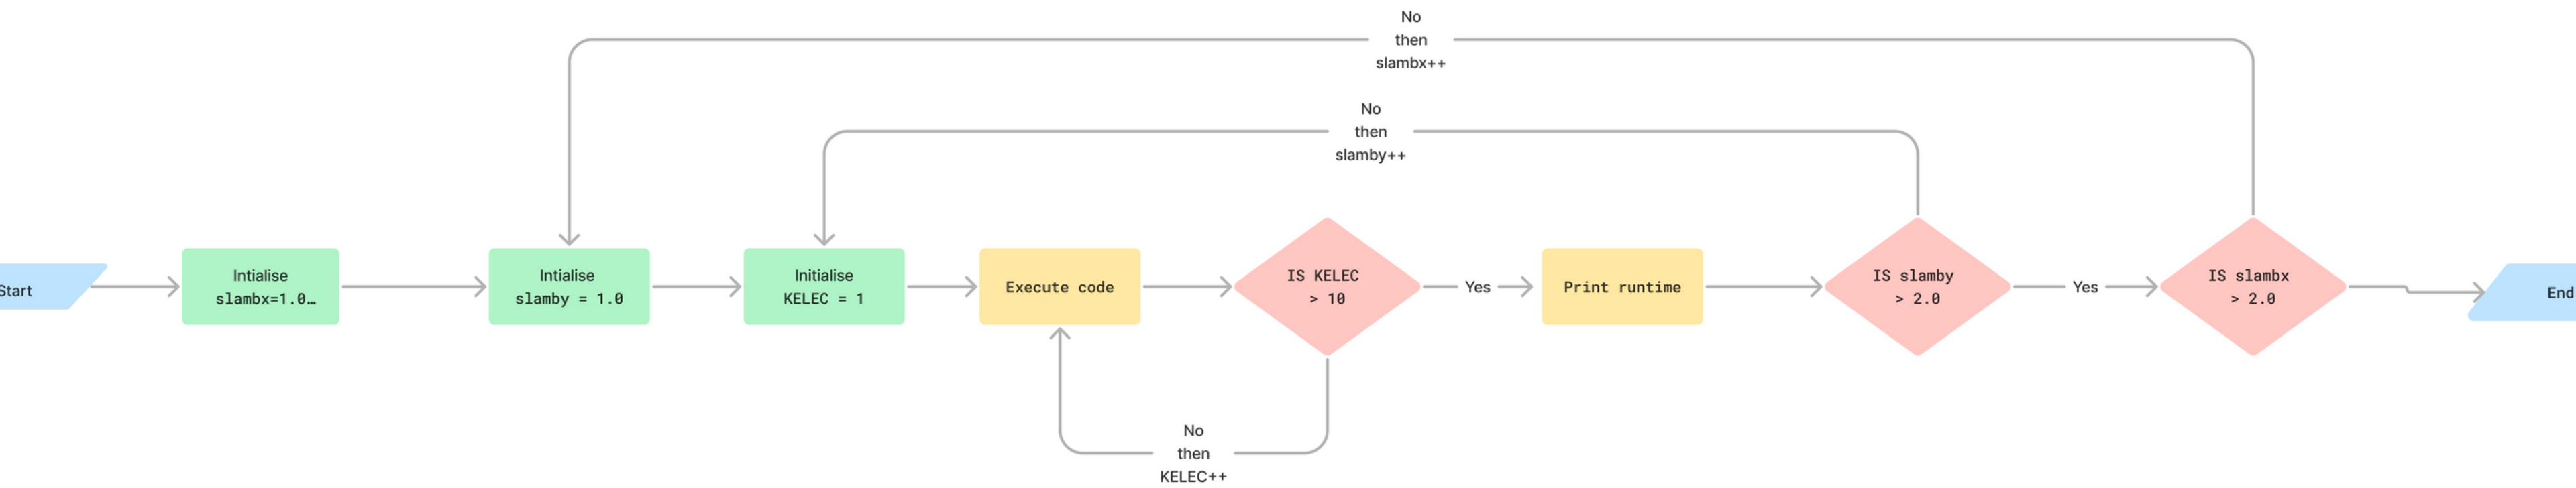 No
then
slambx++
No
then
slamby++
Start
Intialise
slambx=1.0…
Intialise
slamby = 1.0
Initialise
KELEC = 1
Execute code
IS KELEC
> 10
Yes
Print runtime
IS slamby
> 2.0
Yes
IS slambx
> 2.0
End
No
then
KELEC++